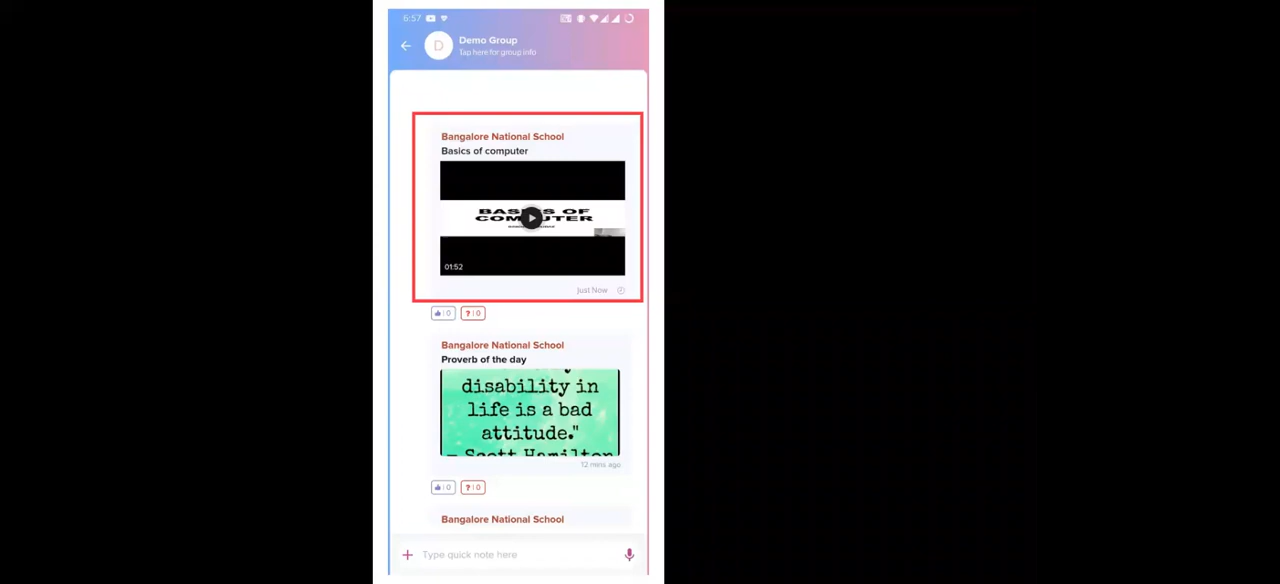 6:57
Demo Group
D
Tap here for group info
Bangalore National School
Basics of computer
BASICS OF
COMPUTER
01:52
Just Now
0
? 0
Bangalore National School
Proverb of the day
disability in
life is a bad
attitude."
- Scott Hamilton
12 mins ago
0
? 0
Bangalore National School
Type quick note here